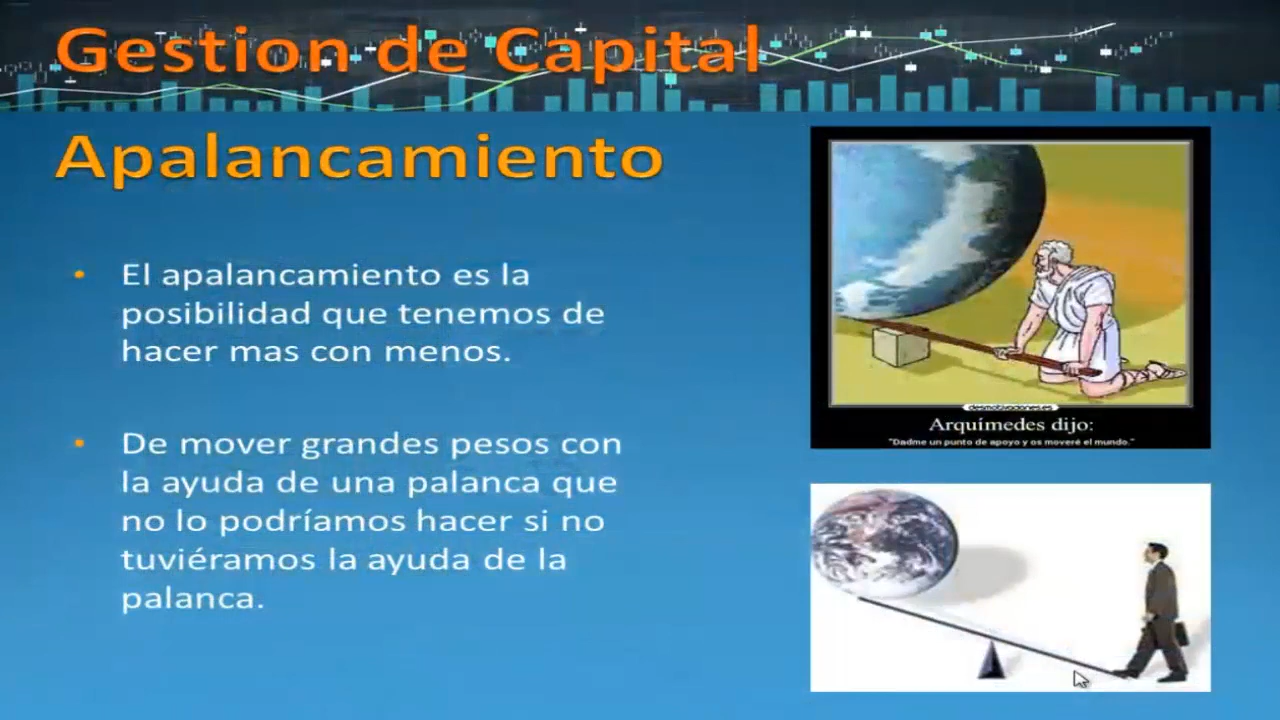 Gestion de Capital
Apalancamiento
• El apalancamiento es la
posibilidad que tenemos de
hacer mas con menos.
• De mover grandes pesos con
la ayuda de una palanca que
no lo podríamos hacer si no
tuviéramos la ayuda de la
palanca.
desmotivaciones.es
Arquímedes dijo:
"Dadme un punto de apoyo y os moveré el mundo."